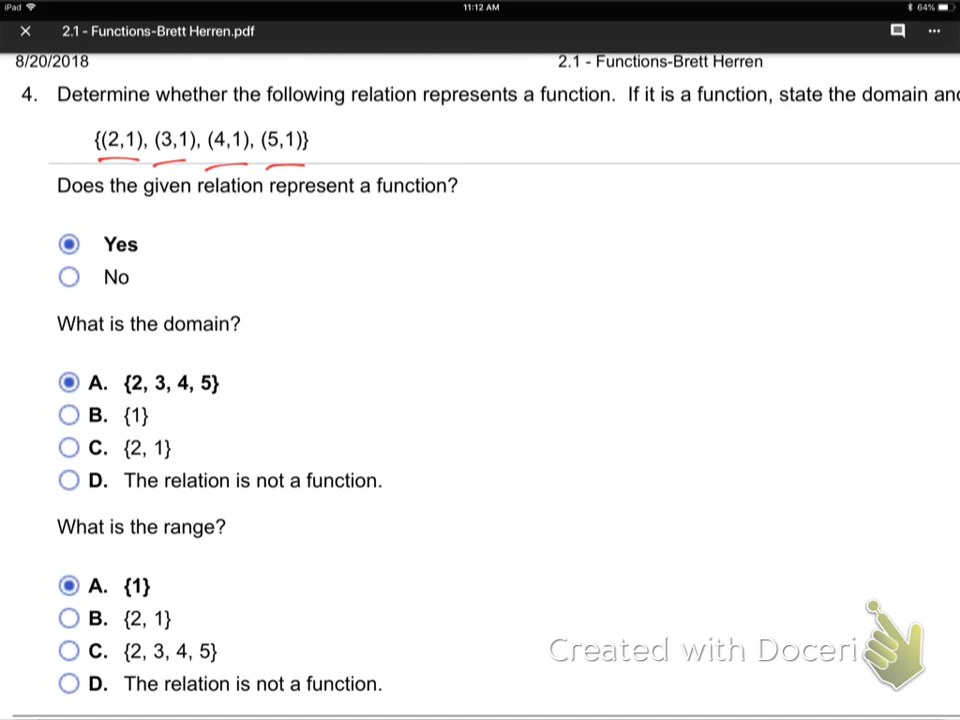 iPad 11:12 AM 64%
2.1 - Functions-Brett Herren.pdf
8/20/2018 2.1 - Functions-Brett Herren
4. Determine whether the following relation represents a function. If it is a function, state the domain and
{(2,1), (3,1), (4,1), (5,1)}
Does the given relation represent a function?
Yes
No
What is the domain?
A. {2, 3, 4, 5}
B. {1}
C. {2, 1}
D. The relation is not a function.
What is the range?
A. {1}
B. {2, 1}
C. {2, 3, 4, 5}
D. The relation is not a function.
Created with Doceri